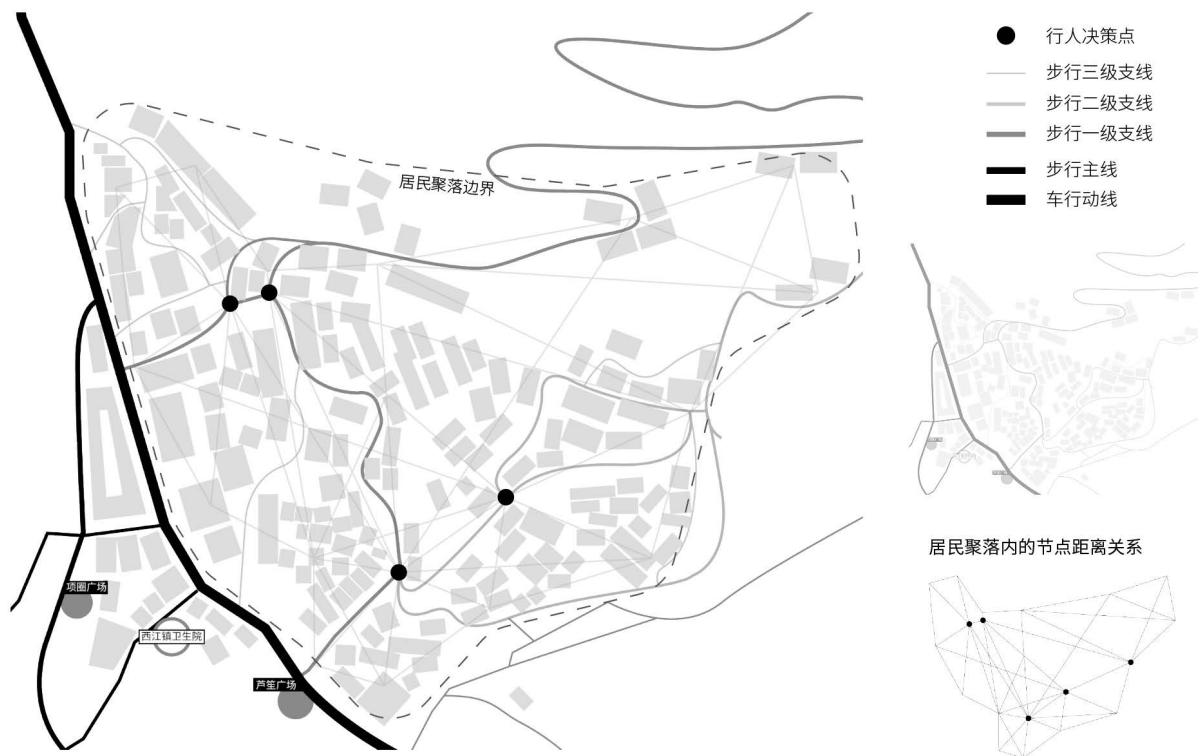 行人决策点
步行三级支线
步行二级支线
步行一级支线
步行主线
车行动线
居民聚落边界
项圈广场
西江镇卫生院
芦笙广场
居民聚落内的节点距离关系